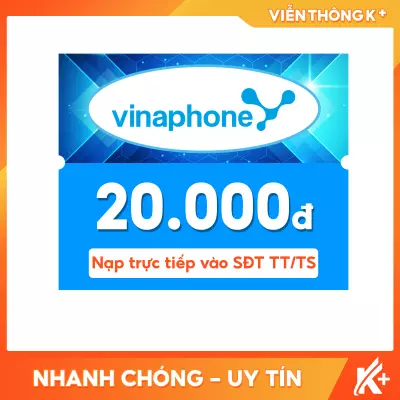 VIỄN THÔNG K+
vinaphone
20.000đ
Nạp trực tiếp vào SĐT TT/TS
NHANH CHÓNG - UY TÍN
K+